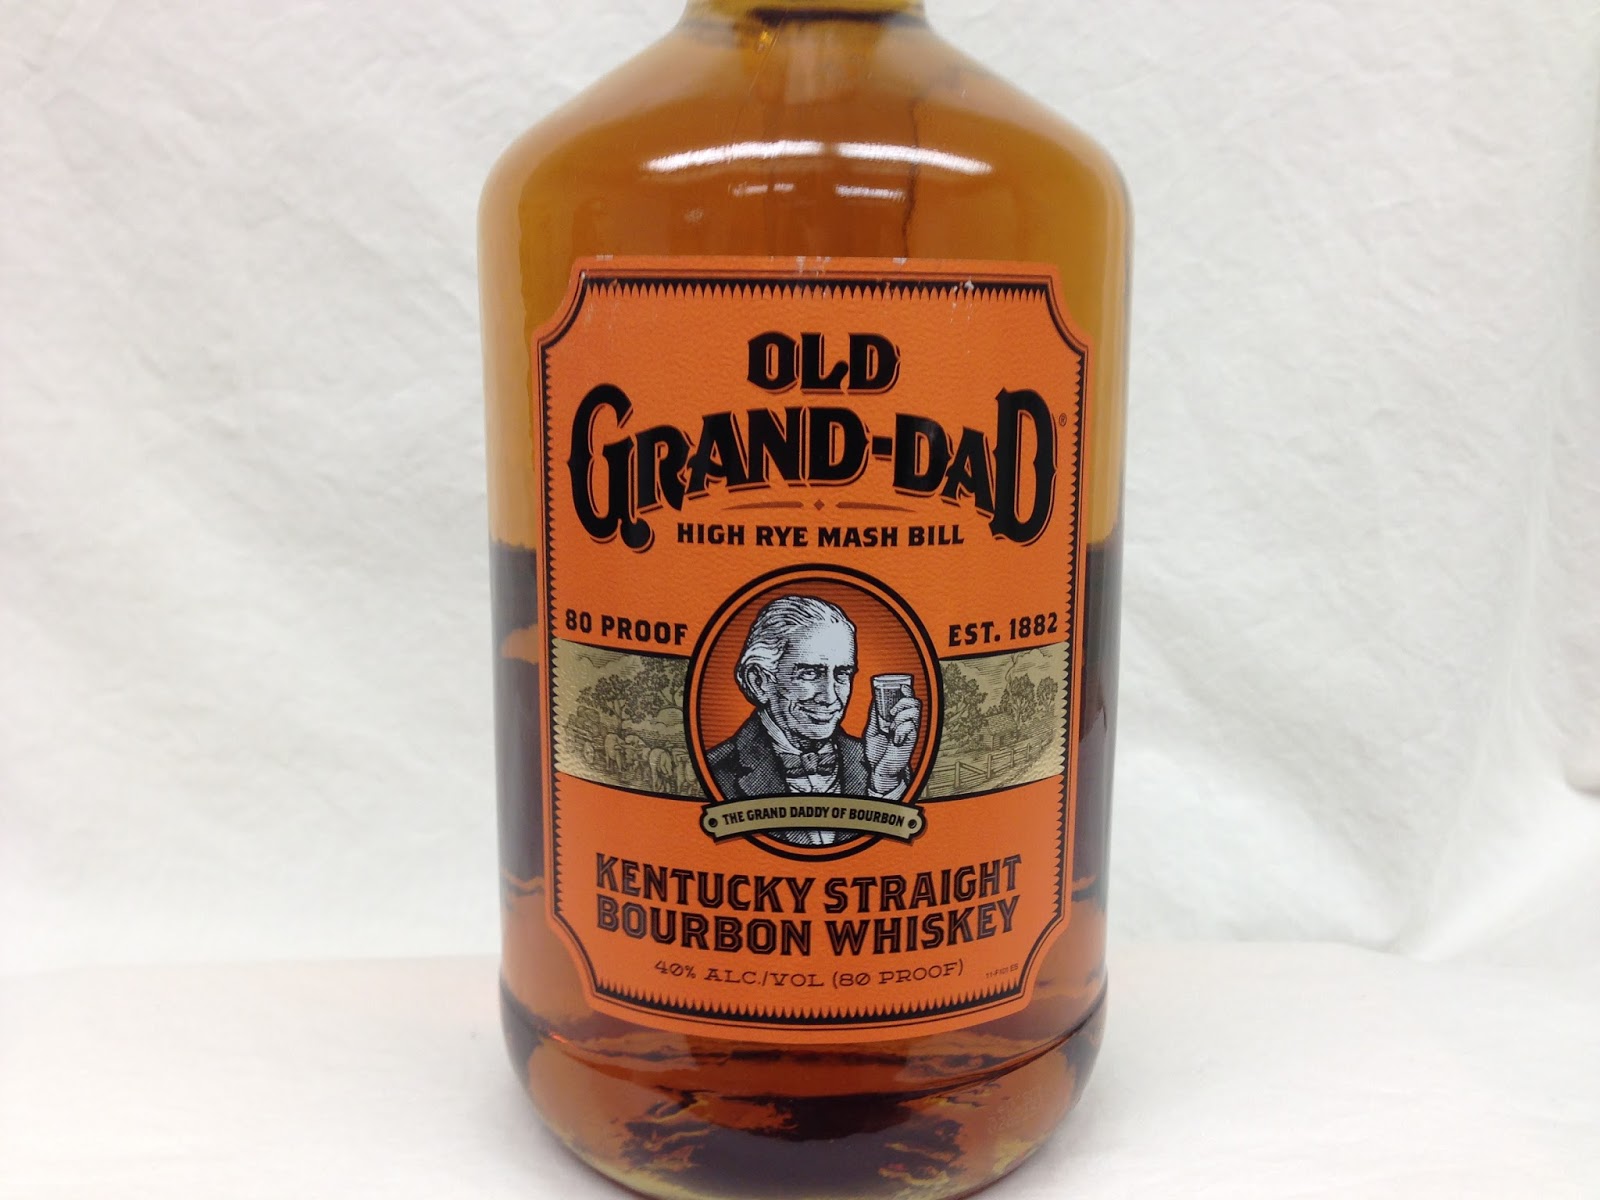 OLD
GRAND-DAD®
HIGH RYE MASH BILL
80 PROOF EST. 1882
THE GRAND DADDY OF BOURBON
KENTUCKY STRAIGHT
BOURBON WHISKEY
40% ALC./VOL (80 PROOF)